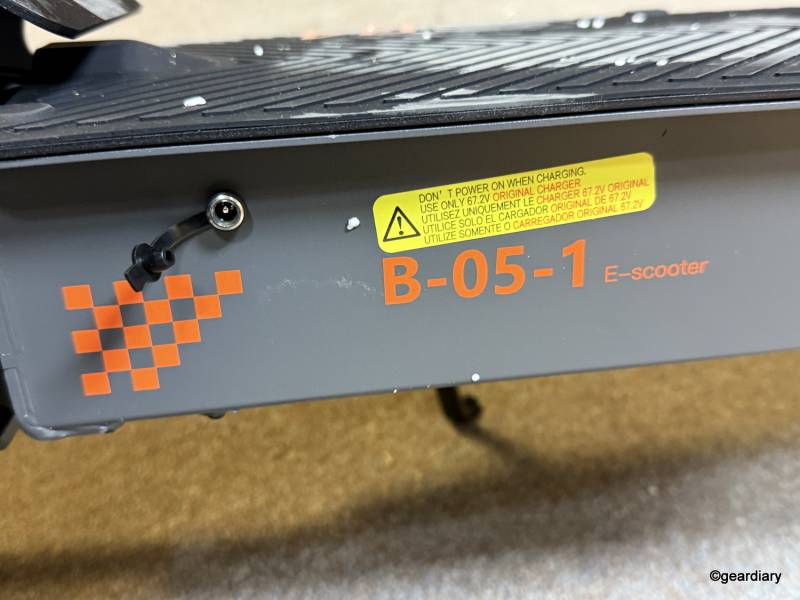 DON'T POWER ON WHEN CHARGING.
USE ONLY 67.2V ORIGINAL CHARGER
UTILISEZ UNIQUEMENT LE CHARGER 67.2V ORIGINAL
UTILICE SOLO EL CARGADOR ORIGINAL DE 67.2V
UTILIZE SOMENTE O CARREGADOR ORIGINAL 67.2V
B-05-1 E-scooter
©geardiary